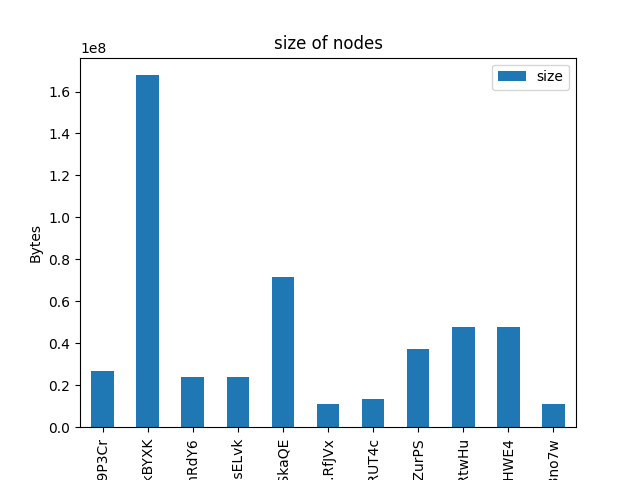 size of nodes
1e8
size
1.6
1.4
1.2
1.0
0.8
0.6
0.4
0.2
0.0
Bytes
9P3Cr
kBYXK
nRdY6
sELvk
SkaQE
RfJVx
RUT4c
ZurPS
RtwHu
HWE4
3no7w